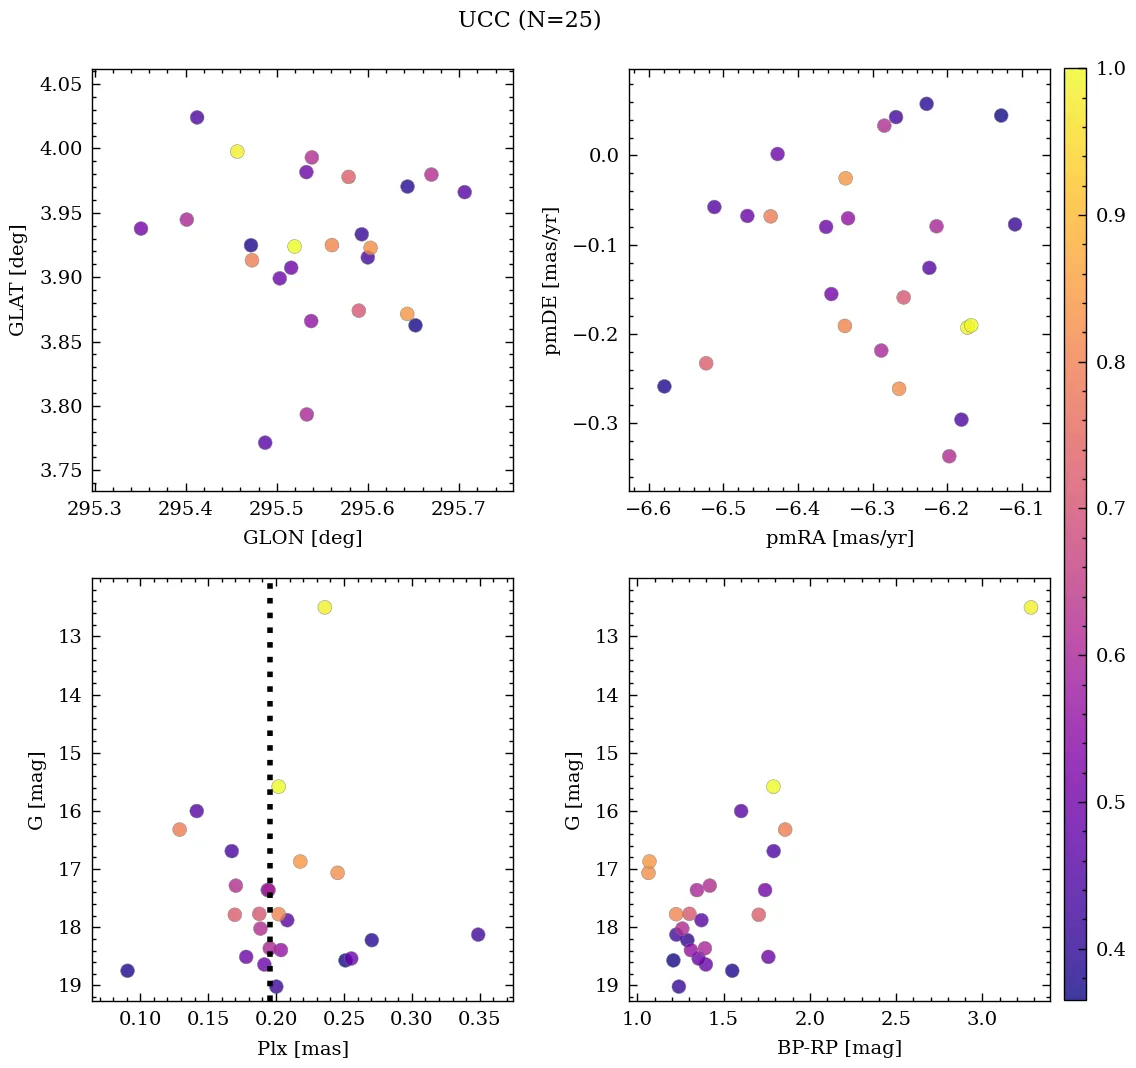 UCC (N=25)
4.05
4.00
3.95
3.90
3.85
3.80
3.75
GLAT [deg]
295.3 295.4 295.5 295.6 295.7
GLON [deg]
0.0
−0.1
−0.2
−0.3
pmDE [mas/yr]
−6.6 −6.5 −6.4 −6.3 −6.2 −6.1
pmRA [mas/yr]
1.0
0.9
0.8
0.7
0.6
0.5
0.4
13
14
15
16
17
18
19
G [mag]
0.10 0.15 0.20 0.25 0.30 0.35
Plx [mas]
13
14
15
16
17
18
19
G [mag]
1.0 1.5 2.0 2.5 3.0
BP-RP [mag]